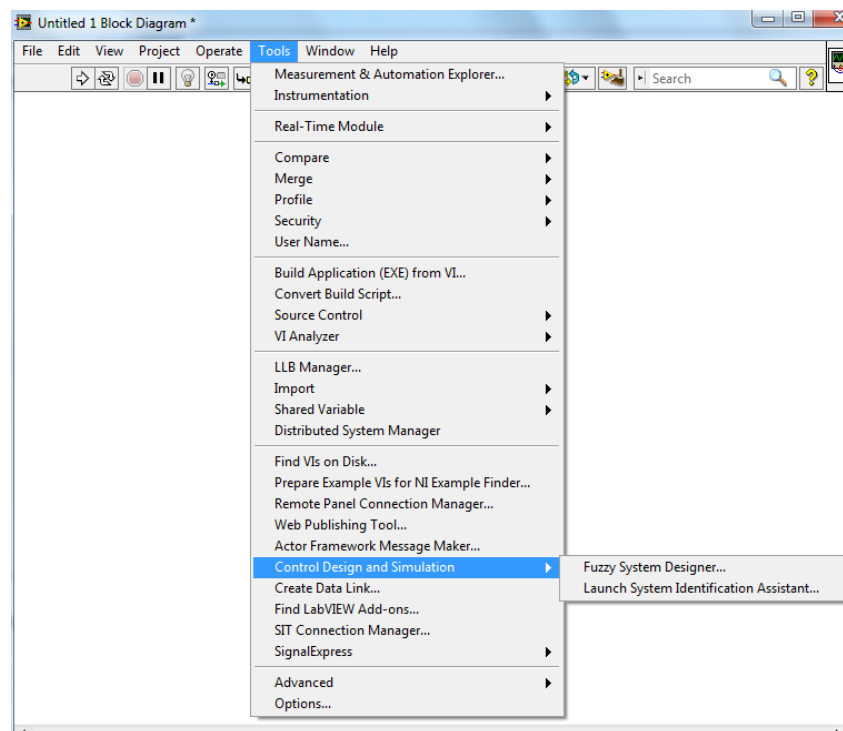 Untitled 1 Block Diagram *
File Edit View Project Operate Tools Window Help
Search
Measurement & Automation Explorer...
Instrumentation
Real-Time Module
Compare
Merge
Profile
Security
User Name...
Build Application (EXE) from VI...
Convert Build Script...
Source Control
VI Analyzer
LLB Manager...
Import
Shared Variable
Distributed System Manager
Find VIs on Disk...
Prepare Example VIs for NI Example Finder...
Remote Panel Connection Manager...
Web Publishing Tool...
Actor Framework Message Maker...
Control Design and Simulation
Fuzzy System Designer...
Launch System Identification Assistant...
Create Data Link...
Find LabVIEW Add-ons...
SIT Connection Manager...
SignalExpress
Advanced
Options...